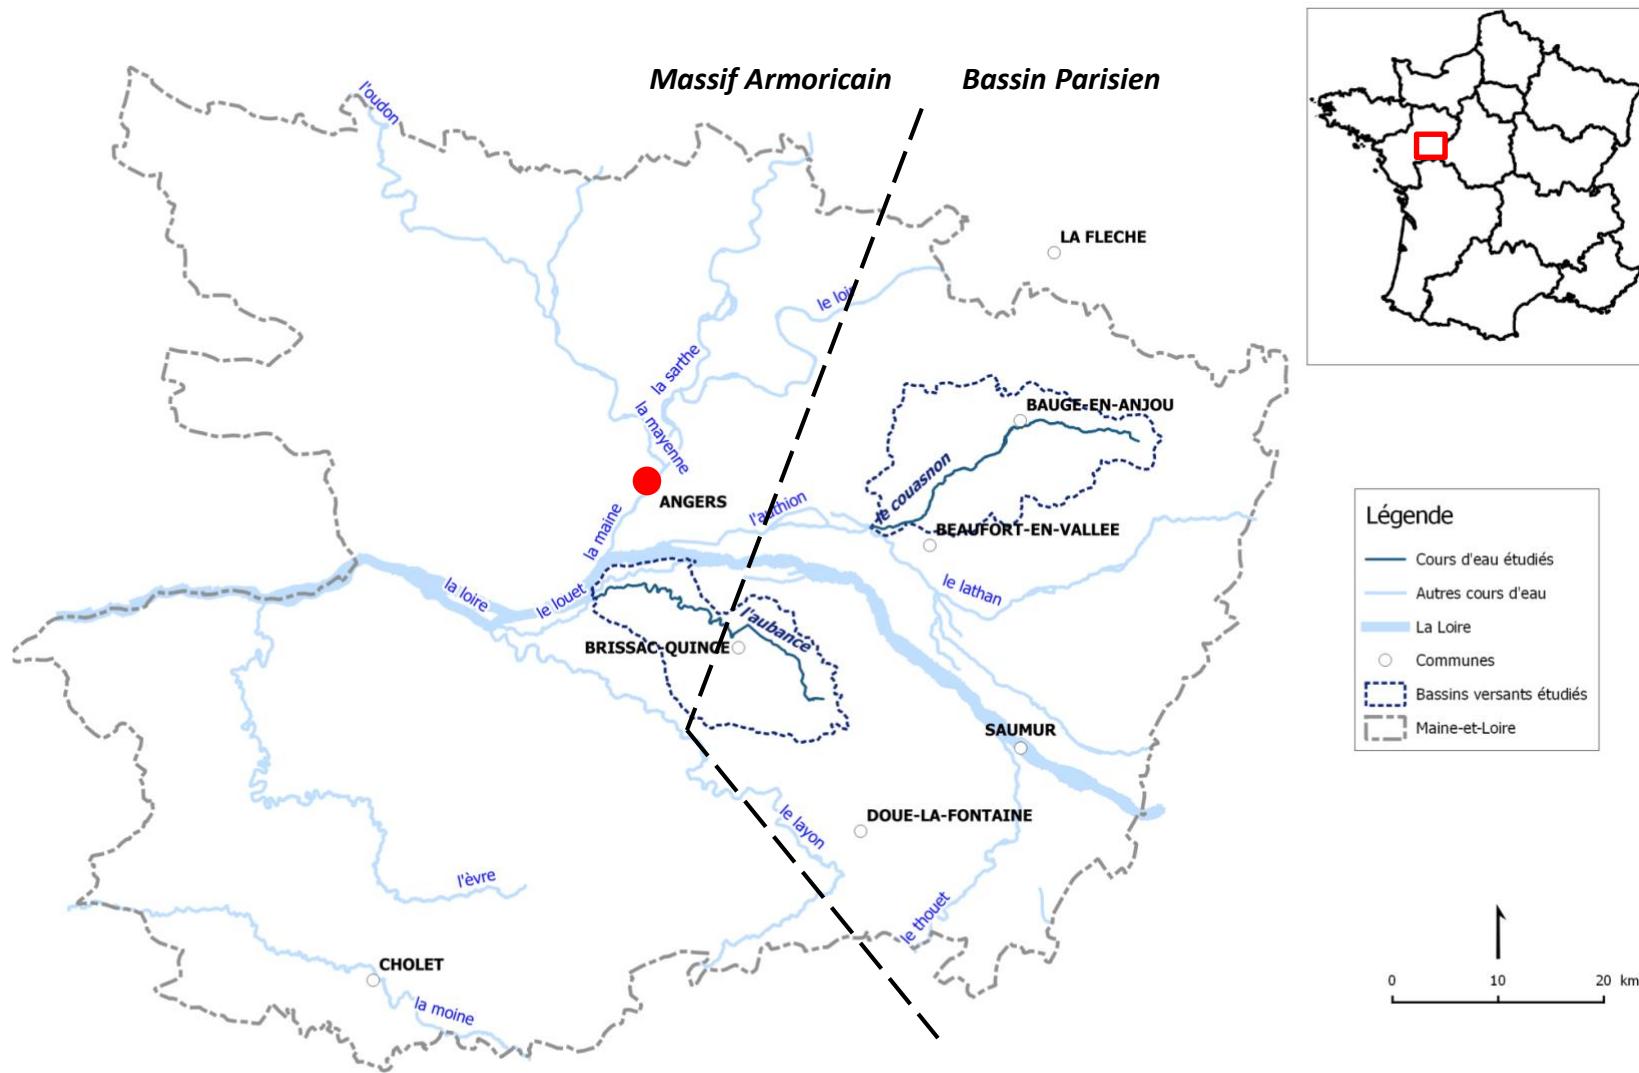 Massif Armoricain
Bassin Parisien
l'oudon
LA FLECHE
le loir
la sarthe
la mayenne
BAUGE-EN-ANJOU
le couasnon
ANGERS
l'authion
BEAUFORT-EN-VALLEE
la maine
le lathan
la loire
le louet
l'aubance
BRISSAC-QUINCE
SAUMUR
DOUE-LA-FONTAINE
le layon
l'èvre
le thouet
CHOLET
la moine
Légende
Cours d'eau étudiés
Autres cours d'eau
La Loire
Communes
Bassins versants étudiés
Maine-et-Loire
0 10 20 km